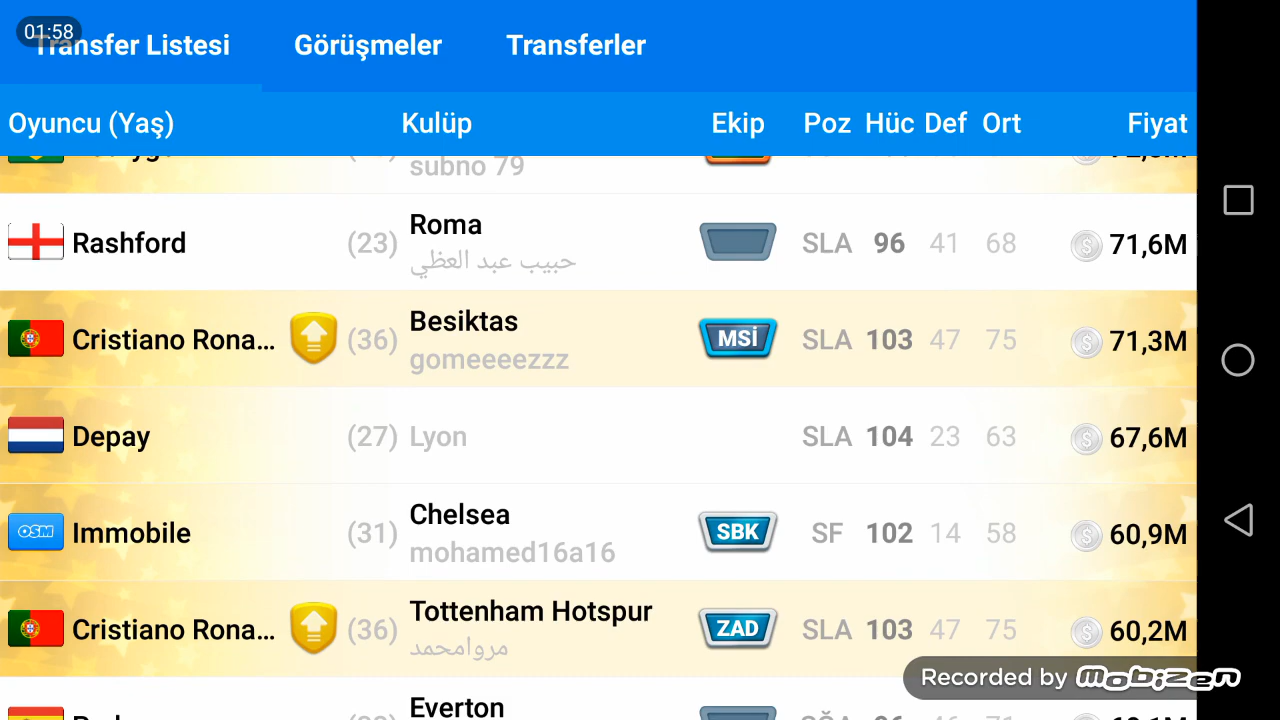 01:58
Transfer Listesi Görüşmeler Transferler
Oyuncu (Yaş) Kulüp Ekip Poz Hüc Def Ort Fiyat
subno 79
Rashford (23) Roma SLA 96 41 68 71,6M
حبيب عبد العظي
Cristiano Rona... (36) Besiktas MSİ SLA 103 47 75 71,3M
gomeeeezzz
Depay (27) Lyon SLA 104 23 63 67,6M
OSM Immobile (31) Chelsea SBK SF 102 14 58 60,9M
mohamed16a16
Cristiano Rona... (36) Tottenham Hotspur ZAD SLA 103 47 75 60,2M
مروامحمد
Recorded by mobizen
Everton